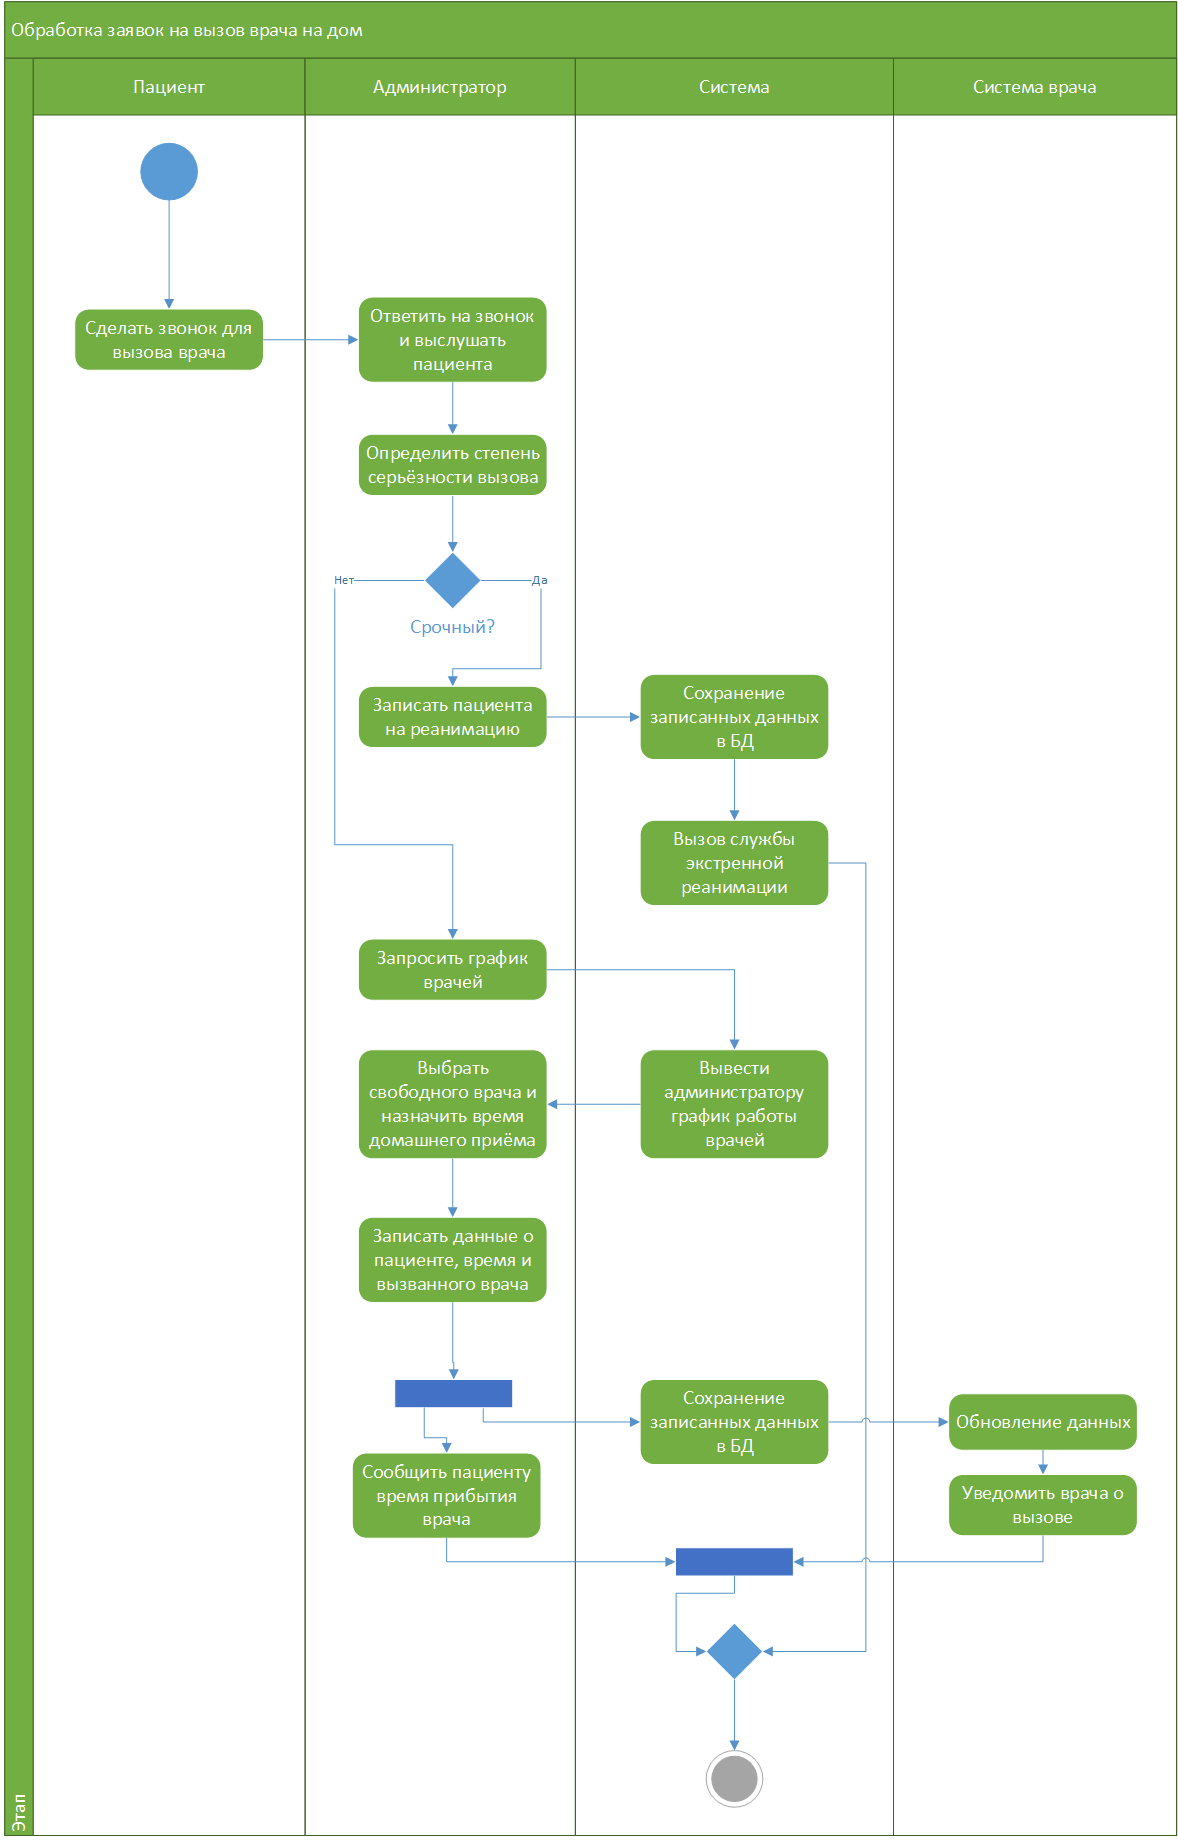 Обработка заявок на вызов врача на дом
Пациент
Администратор
Система
Система врача
Сделать звонок для
вызова врача
Ответить на звонок
и выслушать
пациента
Определить степень
серьёзности вызова
Нет
Да
Срочный?
Записать пациента
на реанимацию
Сохранение
записанных данных
в БД
Вызов службы
экстренной
реанимации
Запросить график
врачей
Вывести
администратору
график работы
врачей
Выбрать
свободного врача и
назначить время
домашнего приёма
Записать данные о
пациенте, время и
вызванного врача
Сохранение
записанных данных
в БД
Обновление данных
Сообщить пациенту
время прибытия
врача
Уведомить врача о
вызове
Этап